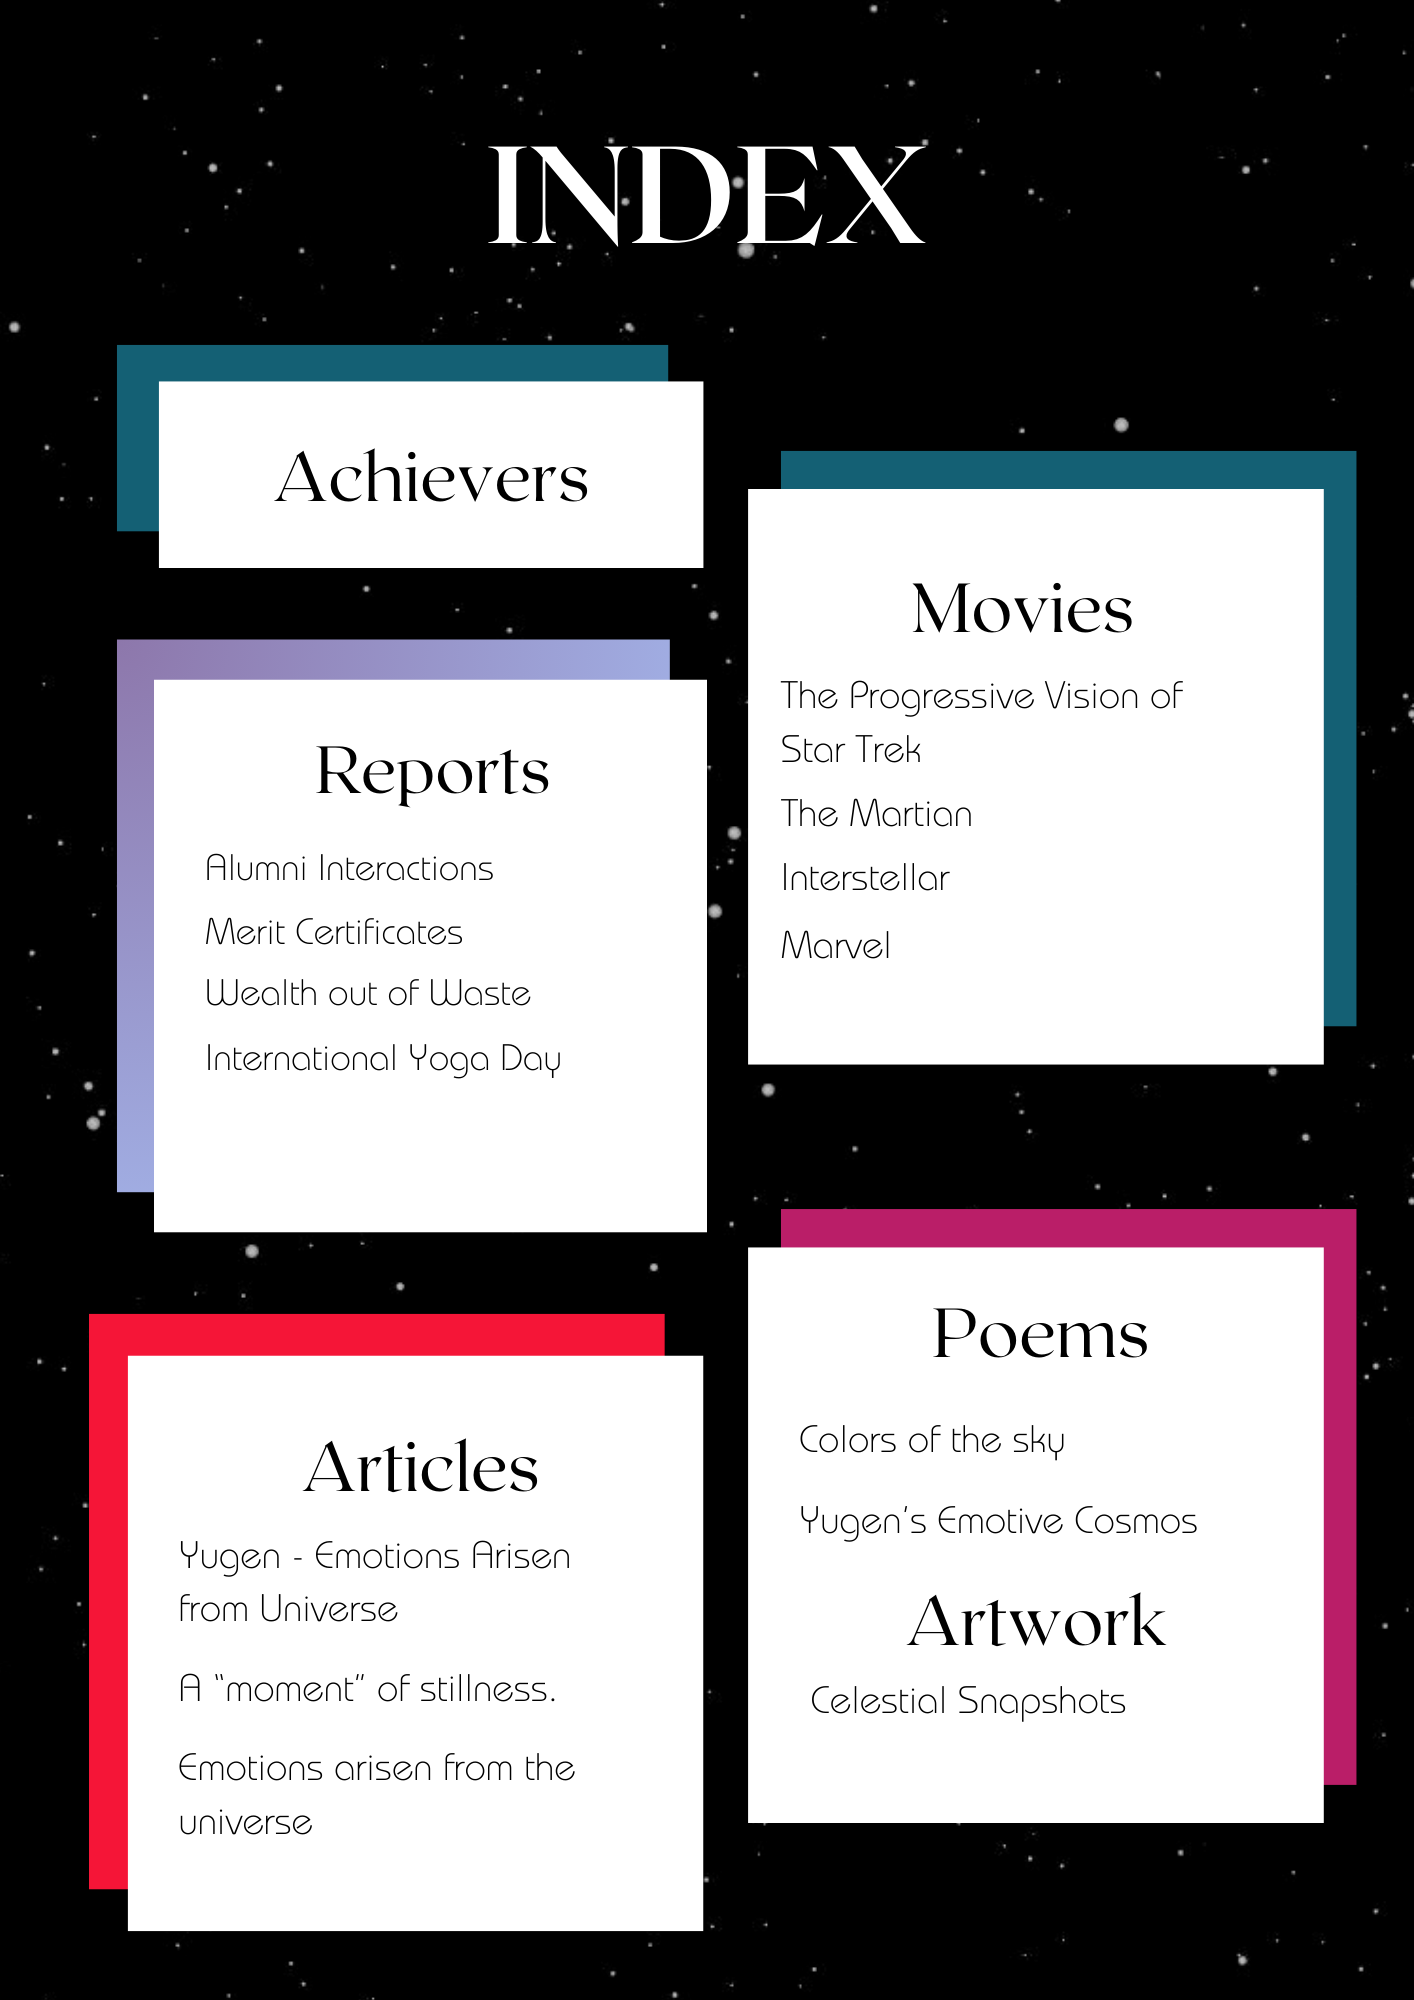 INDEX
Achievers
Reports
Alumni Interactions
Merit Certificates
Wealth out of Waste
International Yoga Day
Articles
Yugen - Emotions Arisen
from Universe
A “moment” of stillness.
Emotions arisen from the
universe
Movies
The Progressive Vision of
Star Trek
The Martian
Interstellar
Marvel
Poems
Colors of the sky
Yugen's Emotive Cosmos
Artwork
Celestial Snapshots